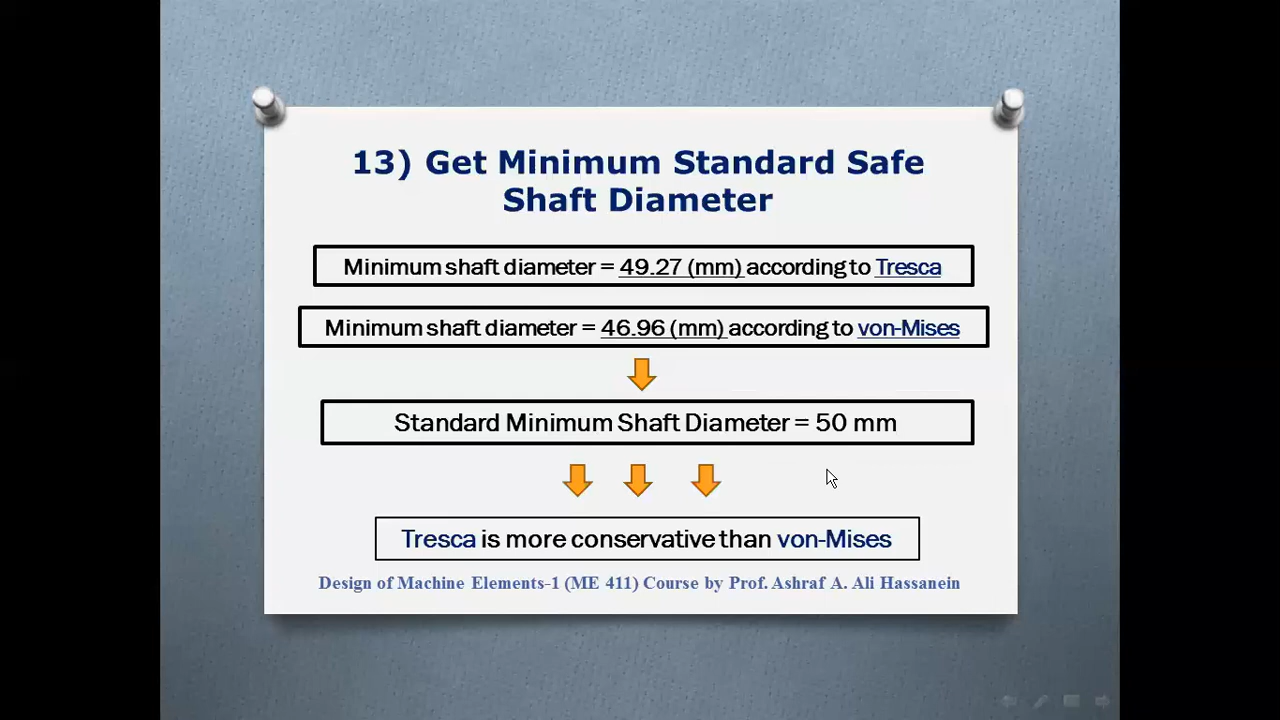 13) Get Minimum Standard Safe
Shaft Diameter
Minimum shaft diameter = 49.27 (mm) according to Tresca
Minimum shaft diameter = 46.96 (mm) according to von-Mises
Standard Minimum Shaft Diameter = 50 mm
Tresca is more conservative than von-Mises
Design of Machine Elements-1 (ME 411) Course by Prof. Ashraf A. Ali Hassanein